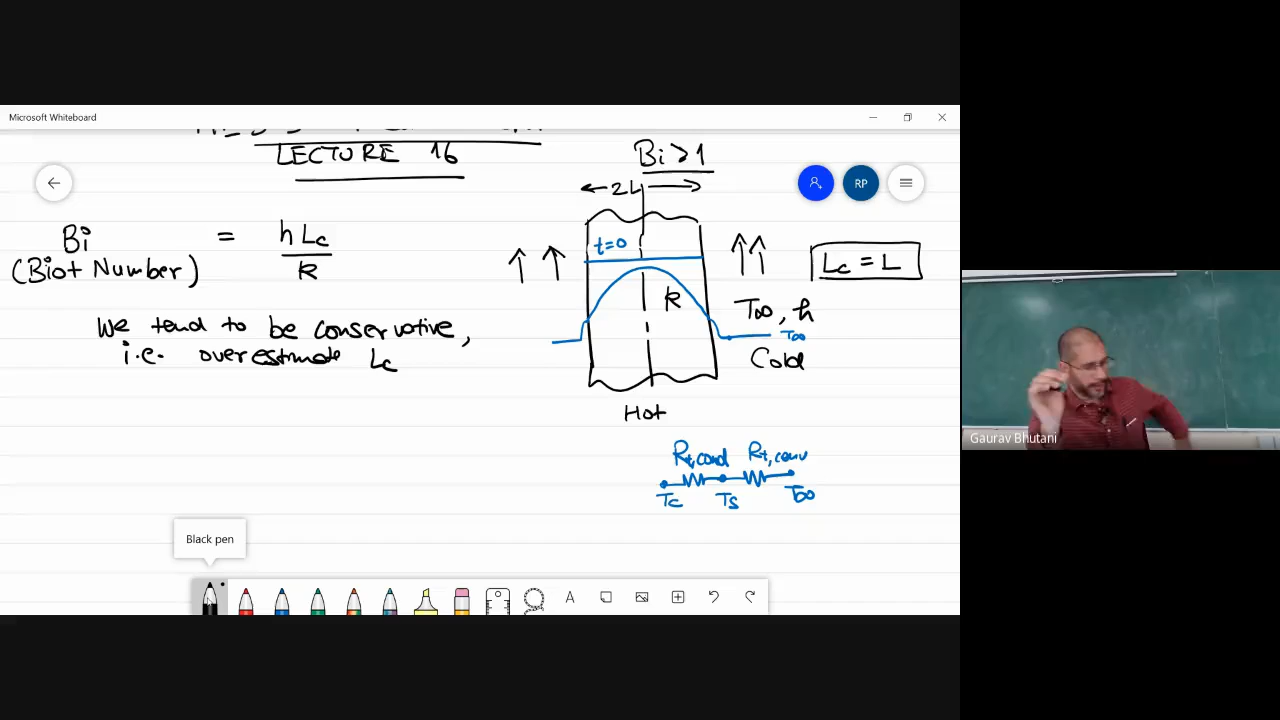 Microsoft Whiteboard
LECTURE 16
Bi > 1
2L
RP
Bi = h Lc
(Biot Number) k
t=0
Lc = L
k
T∞, h
T∞
We tend to be conservative,
i.e. overestimate Lc
Cold
Hot
Rt,cond Rt,conv
Tc Ts T∞
Gaurav Bhutani
Black pen
A